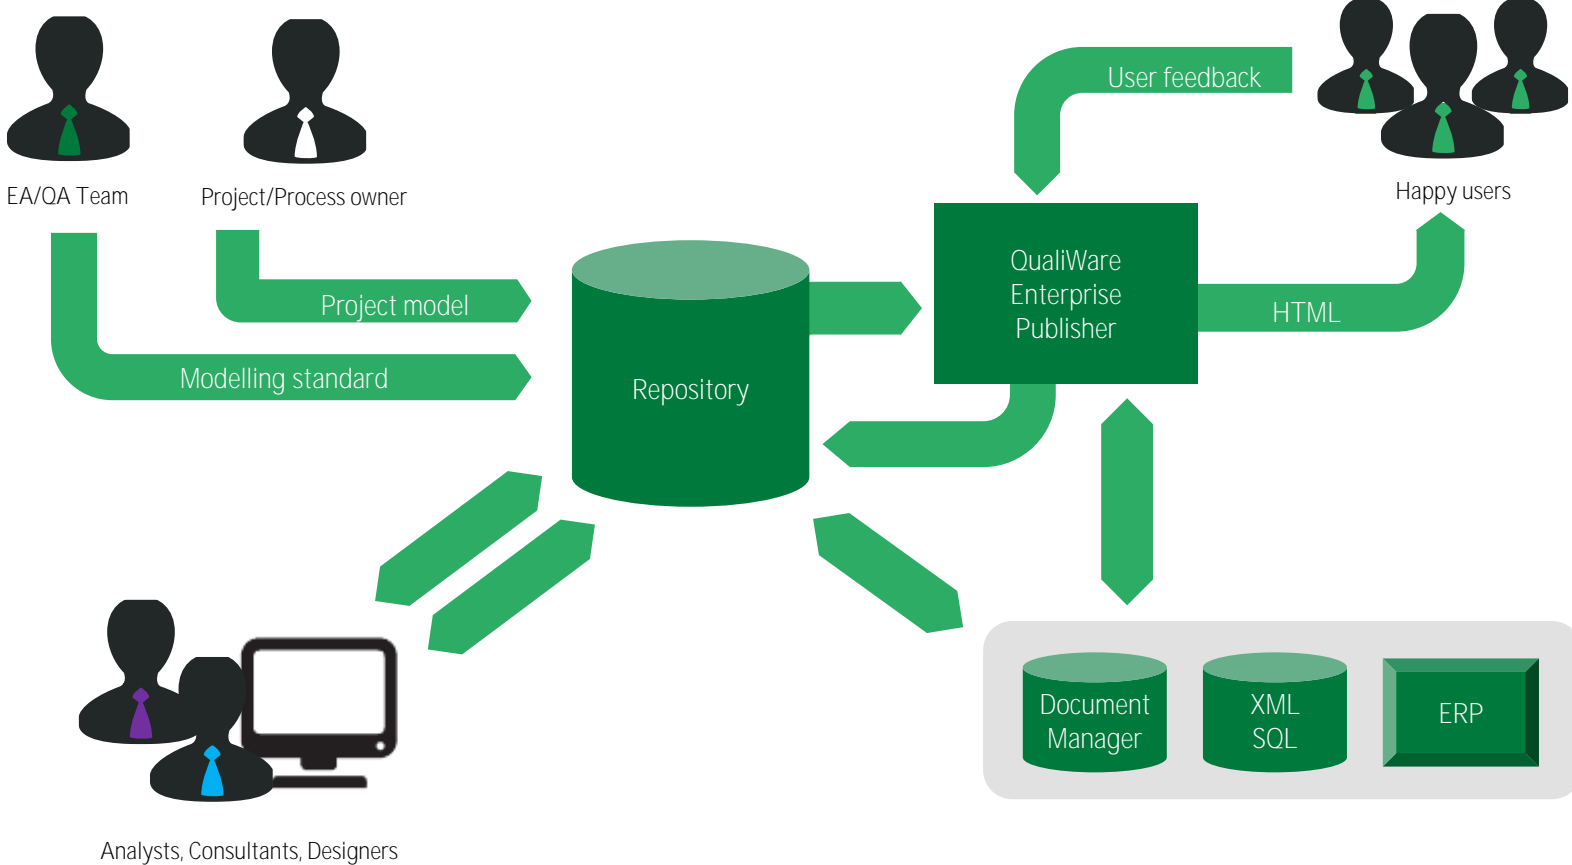 User feedback
EA/QA Team
Project/Process owner
Happy users
QualiWare
Enterprise
Publisher
Project model
HTML
Modelling standard
Repository
Document
Manager
XML
SQL
ERP
Analysts, Consultants, Designers